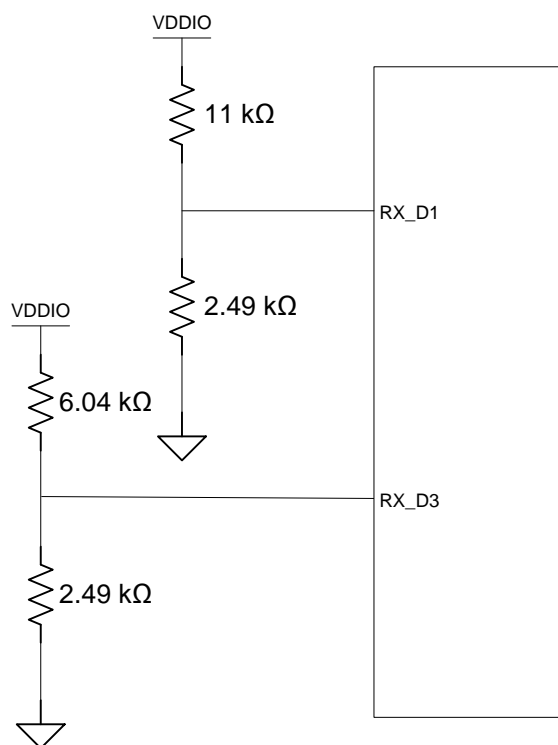 VDDIO
11 kΩ
RX_D1
2.49 kΩ
VDDIO
6.04 kΩ
RX_D3
2.49 kΩ